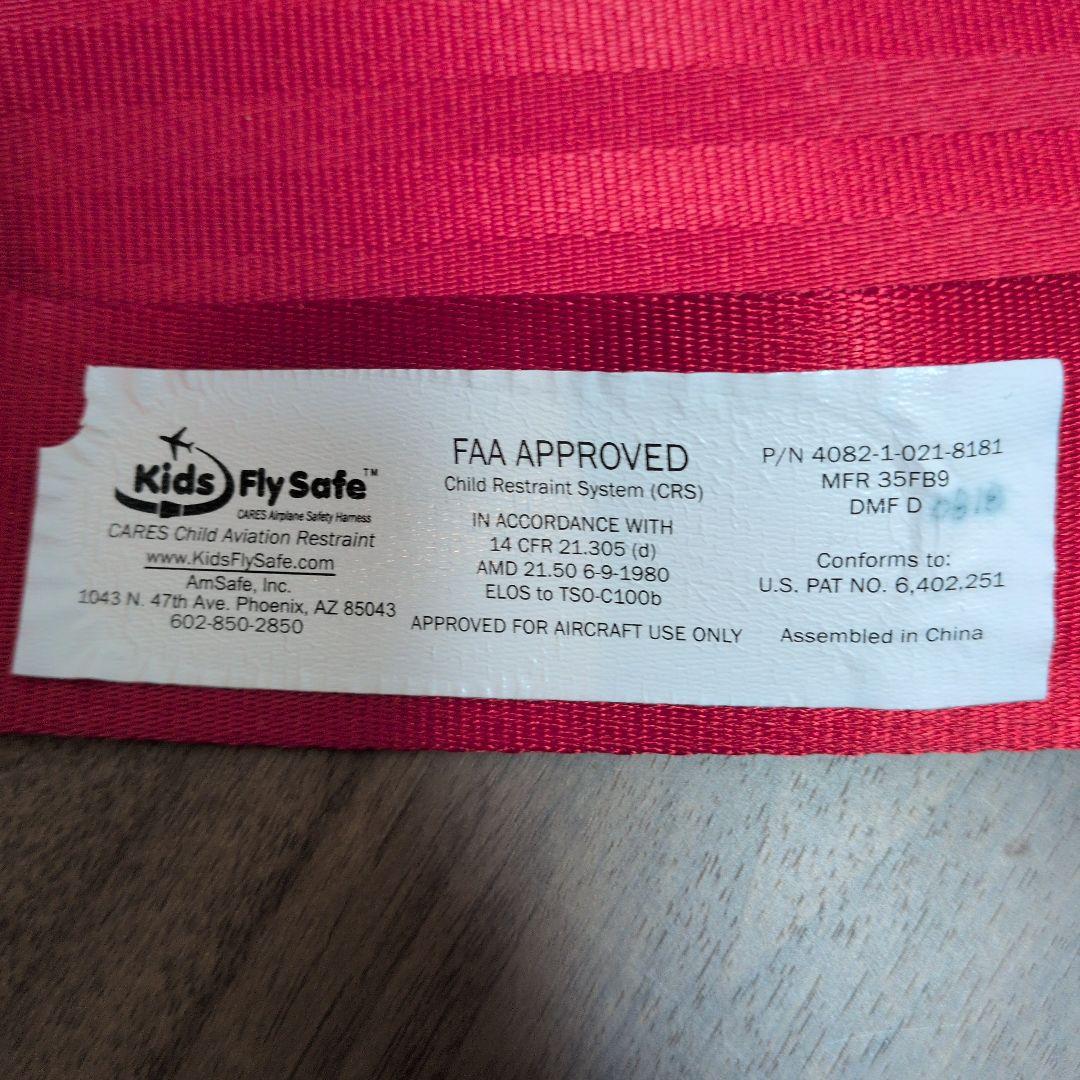 Kids Fly Safe™
CARES Airplane Safety Harness
CARES Child Aviation Restraint
www.KidsFlySafe.com
AmSafe, Inc.
1043 N. 47th Ave. Phoenix, AZ 85043
602-850-2850
FAA APPROVED
Child Restraint System (CRS)
IN ACCORDANCE WITH
14 CFR 21.305 (d)
AMD 21.50 6-9-1980
ELOS to TSO-C100b
APPROVED FOR AIRCRAFT USE ONLY
P/N 4082-1-021-8181
MFR 35FB9
DMF D
Conforms to:
U.S. PAT NO. 6,402,251
Assembled in China